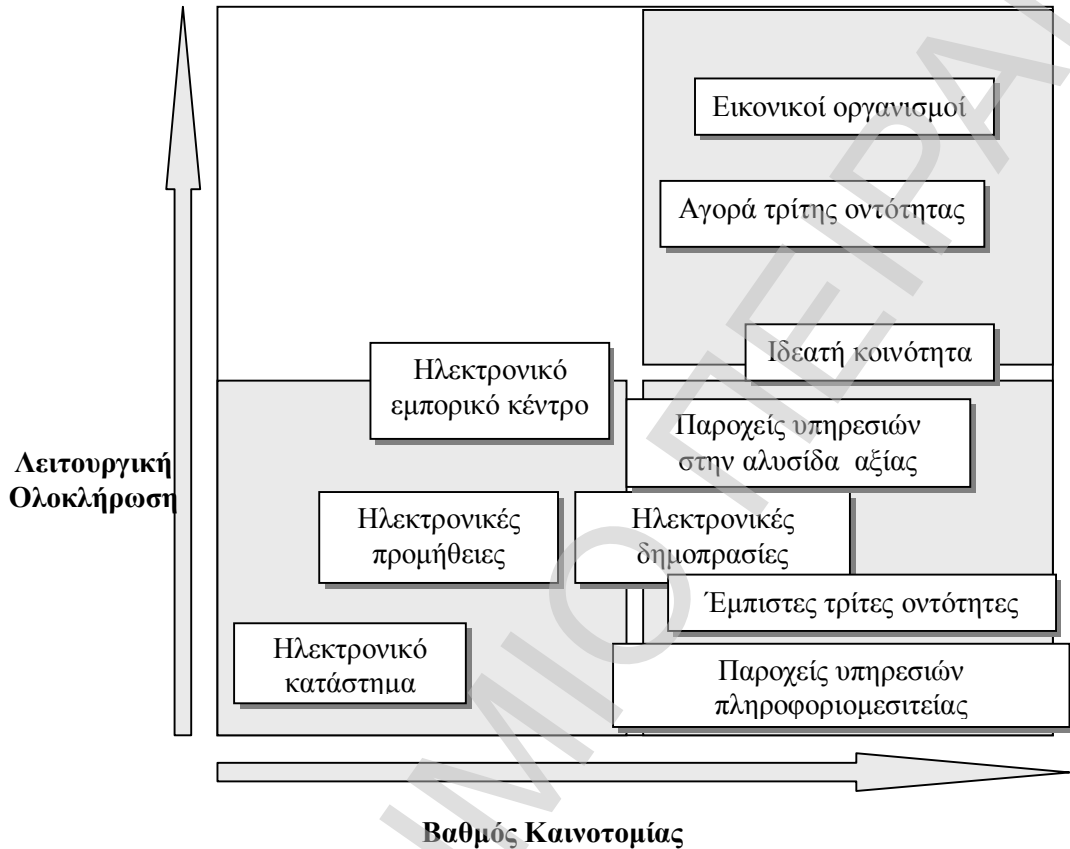 Εικονικοί οργανισμοί
Αγορά τρίτης οντότητας
Ιδεατή κοινότητα
Ηλεκτρονικό
εμπορικό κέντρο
Παροχείς υπηρεσιών
στην αλυσίδα αξίας
Λειτουργική
Ολοκλήρωση
Ηλεκτρονικές
προμήθειες
Ηλεκτρονικές
δημοπρασίες
Έμπιστες τρίτες οντότητες
Ηλεκτρονικό
κατάστημα
Παροχείς υπηρεσιών
πληροφοριομεσιτείας
Βαθμός Καινοτομίας